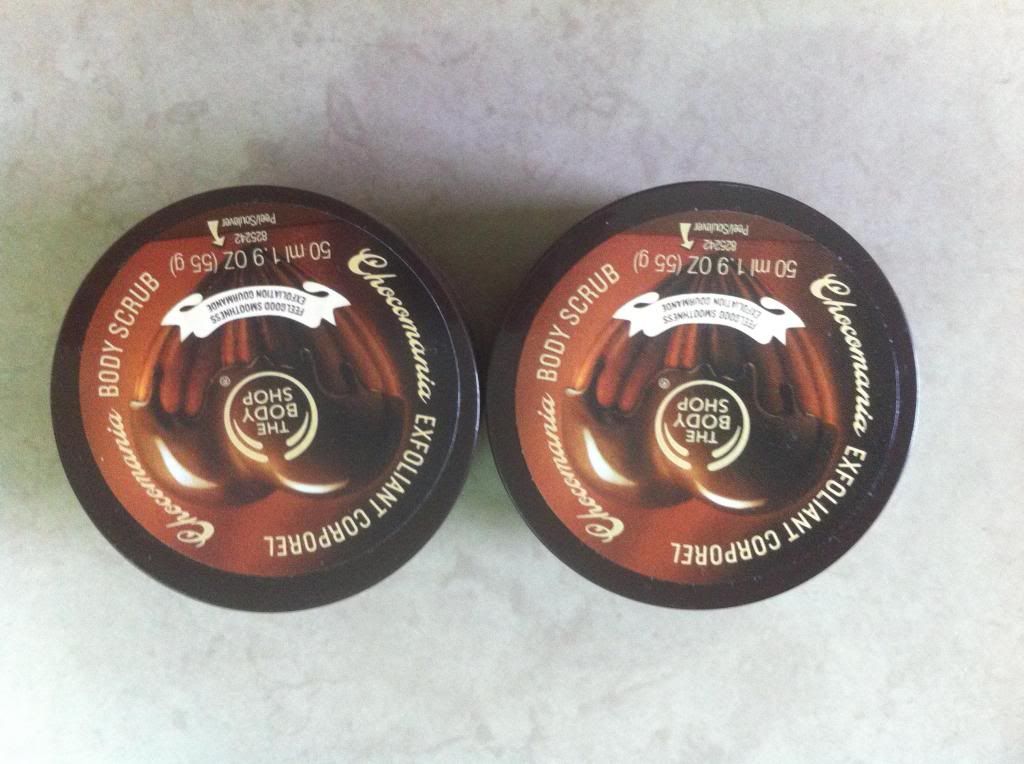 Chocomania BODY SCRUB
Chocomania EXFOLIANT CORPOREL
THE
BODY
SHOP
®
FEELGOOD SMOOTHNESS
EXFOLIATION GOURMANDE
50 ml 1.9 OZ (55 g)
825242
Peel/Soulever
Chocomania BODY SCRUB
Chocomania EXFOLIANT CORPOREL
THE
BODY
SHOP
®
FEELGOOD SMOOTHNESS
EXFOLIATION GOURMANDE
50 ml 1.9 OZ (55 g)
825242
Peel/Soulever